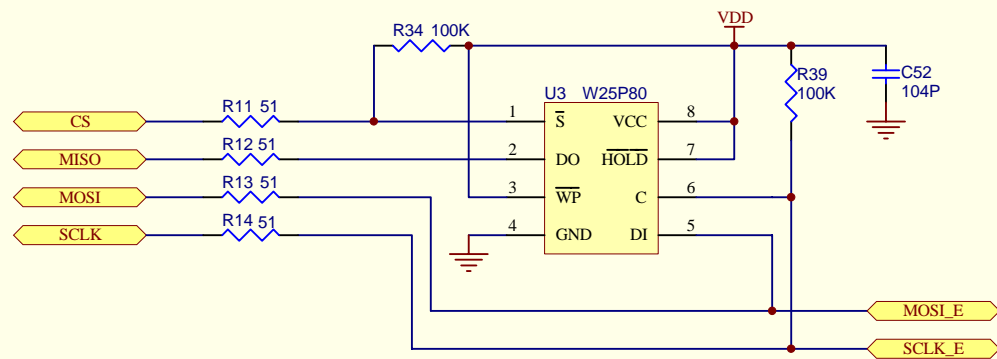 VDD
R34 100K
R39
100K
C52
104P
U3 W25P80
R11 51
CS
1 S VCC 8
R12 51
MISO
2 DO HOLD 7
R13 51
MOSI
3 WP C 6
R14 51
SCLK
4 GND DI 5
MOSI_E
SCLK_E